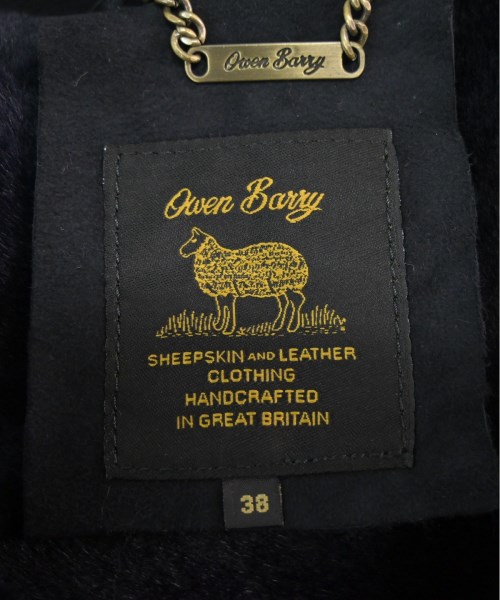 Owen Barry
Owen Barry
SHEEPSKIN AND LEATHER
CLOTHING
HANDCRAFTED
IN GREAT BRITAIN
38